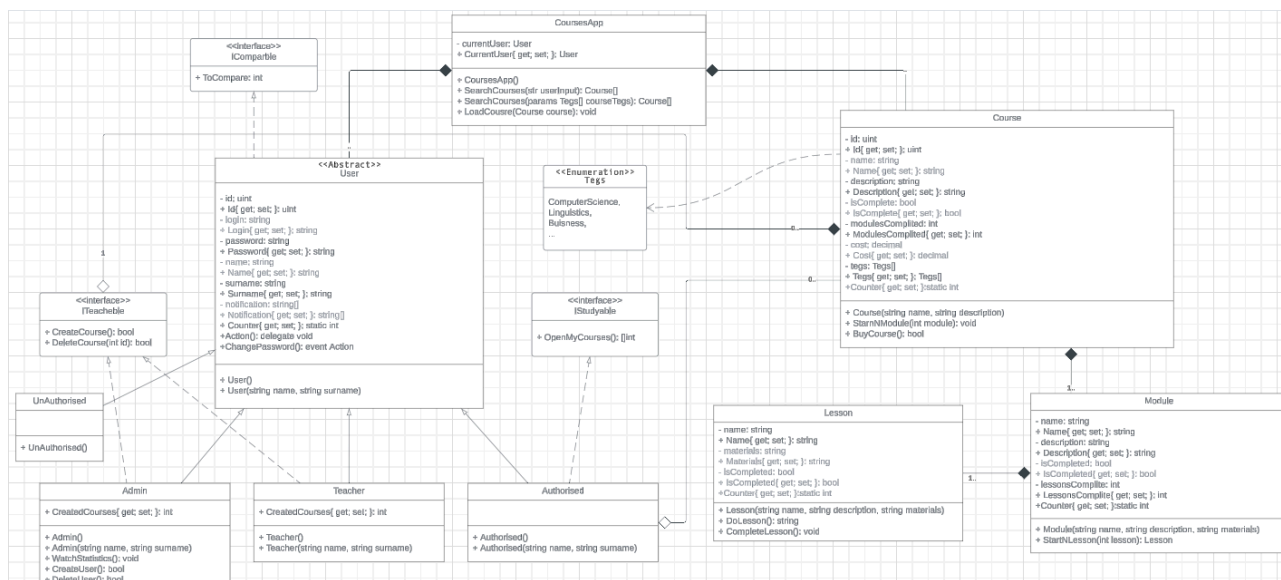 CoursesApp
- currentUser: User
+ CurrentUser{ get; set; }: User
+ CoursesApp()
+ SearchCourses(str userInput): Course[]
+ SearchCourses(params Tegs[] courseTegs): Course[]
+ LoadCousre(Course course): void
<<interface>>
IComparble
+ ToCompare: int
<<Abstract>>
User
- id: uint
+ Id{ get; set; }: uint
- login: string
+ Login{ get; set; }: string
- password: string
+ Password{ get; set; }: string
- name: string
+ Name{ get; set; }: string
- surname: string
+ Surname{ get; set; }: string
- notification: string[]
+ Notification{ get; set; }: string[]
+ Counter{ get; set; }; static int
+Action(): delegate void
+ChangePassword(): event Action
+ User()
+ User(string name, string surname)
<<Enumeration>>
Tegs
ComputerScience,
Linguistics,
Buisness,
...
Course
- id: uint
+ Id{ get; set; }: uint
- name: string
+ Name{ get; set; }: string
- description: string
+ Description{ get; set; }: string
- isComplete: bool
+ IsComplete{ get; set; }: bool
- modulesComplited: int
+ ModulesComplited{ get; set; }: int
- cost: decimal
+ Cost{ get; set; }: decimal
- tegs: Tegs[]
+ Tegs{ get; set; }: Tegs[]
+Counter{ get; set; }:static int
+ Course(string name, string description)
+ StarnNModule(int module): void
+ BuyCourse(): bool
1
0..
0..
<<interface>>
ITeacheble
+ CreateCourse(): bool
+ DeleteCourse(int id): bool
<<interface>>
IStudyable
+ OpenMyCourses(): []int
UnAuthorised
+ UnAuthorised()
1..
Lesson
- name: string
+ Name{ get; set; }: string
- materials: string
+ Materials{ get; set; }: string
- isCompleted: bool
+ IsCompleted{ get; set; }: bool
+Counter{ get; set; }:static int
+ Lesson(string name, string description, string materials)
+ DoLesson(): string
+ CompleteLesson(): void
1..
Module
- name: string
+ Name{ get; set; }: string
- description: string
+ Description{ get; set; }: string
- isCompleted: bool
+ IsCompleted{ get; set; }: bool
- lessonsComplite: int
+ LessonsComplite{ get; set; }: int
+Counter{ get; set; }:static int
+ Module(string name, string description, string materials)
+ StartNLesson(int lesson): Lesson
Admin
+ CreatedCourses{ get; set; }: int
+ Admin()
+ Admin(string name, string surname)
+ WatchStatistics(): void
+ CreateUser(): bool
+ DeleteUser(): bool
Teacher
+ CreatedCourses{ get; set; }: int
+ Teacher()
+ Teacher(string name, string surname)
Authorised
+ Authorised()
+ Authorised(string name, string surname)